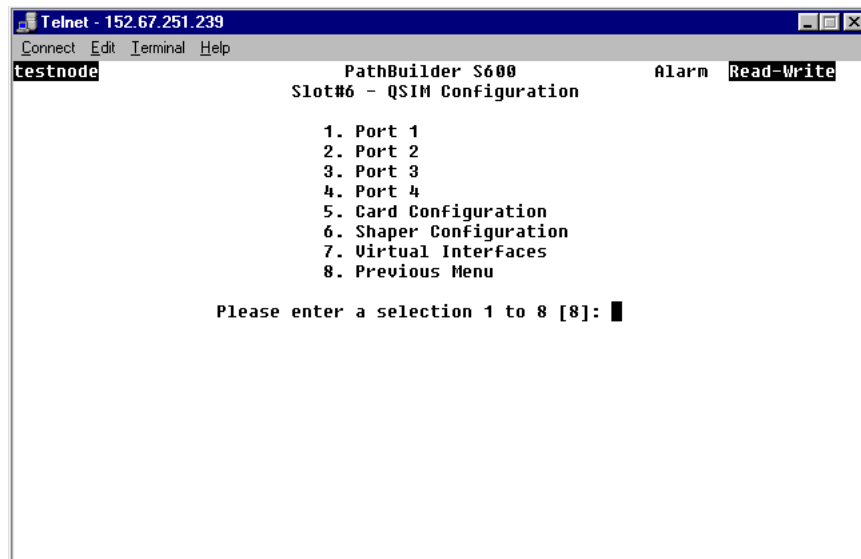 Telnet - 152.67.251.239
Connect Edit Terminal Help
testnode PathBuilder S600 Alarm Read-Write
Slot#6 - QSIM Configuration
1. Port 1
2. Port 2
3. Port 3
4. Port 4
5. Card Configuration
6. Shaper Configuration
7. Virtual Interfaces
8. Previous Menu
Please enter a selection 1 to 8 [8]: